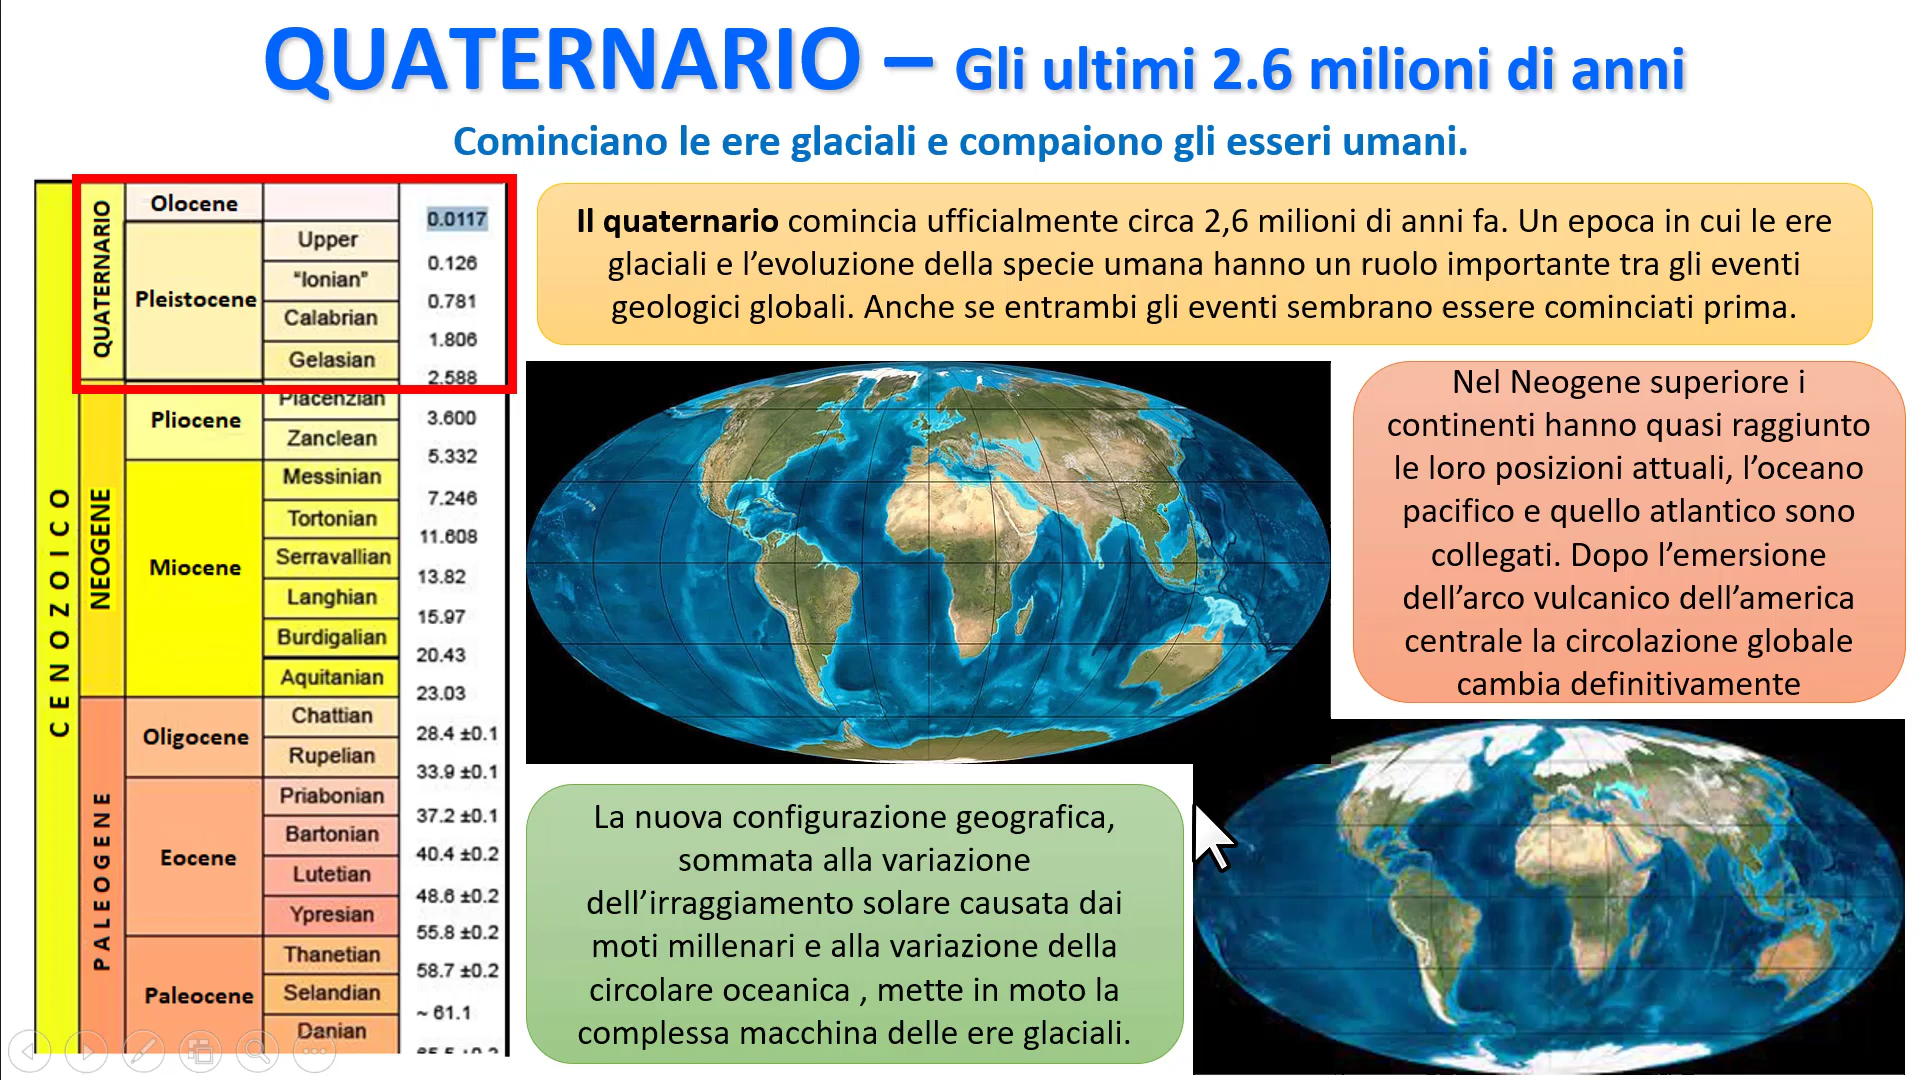 QUATERNARIO – Gli ultimi 2.6 milioni di anni
Cominciano le ere glaciali e compaiono gli esseri umani.
CENOZOICO
QUATERNARIO
NEOGENE
PALEOGENE
Olocene
0.0117
Pleistocene
Upper
0.126
"Ionian"
0.781
Calabrian
1.806
Gelasian
2.588
Pliocene
Piacenzian
3.600
Zanclean
5.332
Miocene
Messinian
7.246
Tortonian
11.608
Serravallian
13.82
Langhian
15.97
Burdigalian
20.43
Aquitanian
23.03
Oligocene
Chattian
28.4 ±0.1
Rupelian
33.9 ±0.1
Eocene
Priabonian
37.2 ±0.1
Bartonian
40.4 ±0.2
Lutetian
48.6 ±0.2
Ypresian
55.8 ±0.2
Paleocene
Thanetian
58.7 ±0.2
Selandian
~ 61.1
Danian
Il quaternario comincia ufficialmente circa 2,6 milioni di anni fa. Un epoca in cui le ere
glaciali e l'evoluzione della specie umana hanno un ruolo importante tra gli eventi
geologici globali. Anche se entrambi gli eventi sembrano essere cominciati prima.
Nel Neogene superiore i
continenti hanno quasi raggiunto
le loro posizioni attuali, l'oceano
pacifico e quello atlantico sono
collegati. Dopo l'emersione
dell'arco vulcanico dell'america
centrale la circolazione globale
cambia definitivamente
La nuova configurazione geografica,
sommata alla variazione
dell'irraggiamento solare causata dai
moti millenari e alla variazione della
circolare oceanica , mette in moto la
complessa macchina delle ere glaciali.